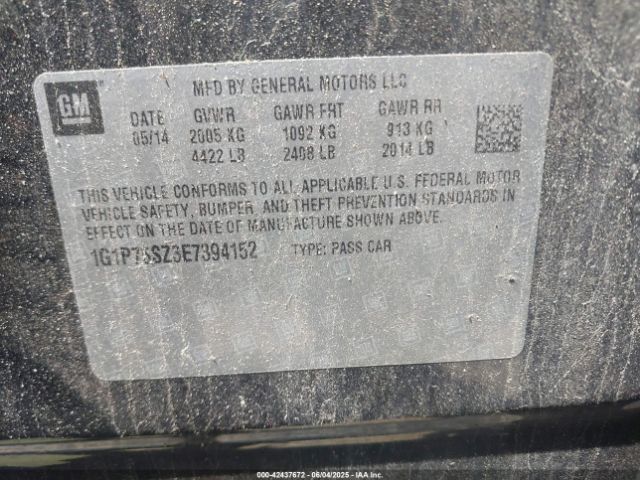 GM
MFD BY GENERAL MOTORS LLC
DATE GVWR GAWR FRT GAWR RR
05/14 2005 KG 1092 KG 913 KG
4422 LB 2408 LB 2014 LB
THIS VEHICLE CONFORMS TO ALL APPLICABLE U.S. FEDERAL MOTOR
VEHICLE SAFETY, BUMPER, AND THEFT PREVENTION STANDARDS IN
EFFECT ON THE DATE OF MANUFACTURE SHOWN ABOVE.
1G1P75SZ3E7394152 TYPE: PASS CAR
000-42437672 - 06/04/2025 - IAAI.COM